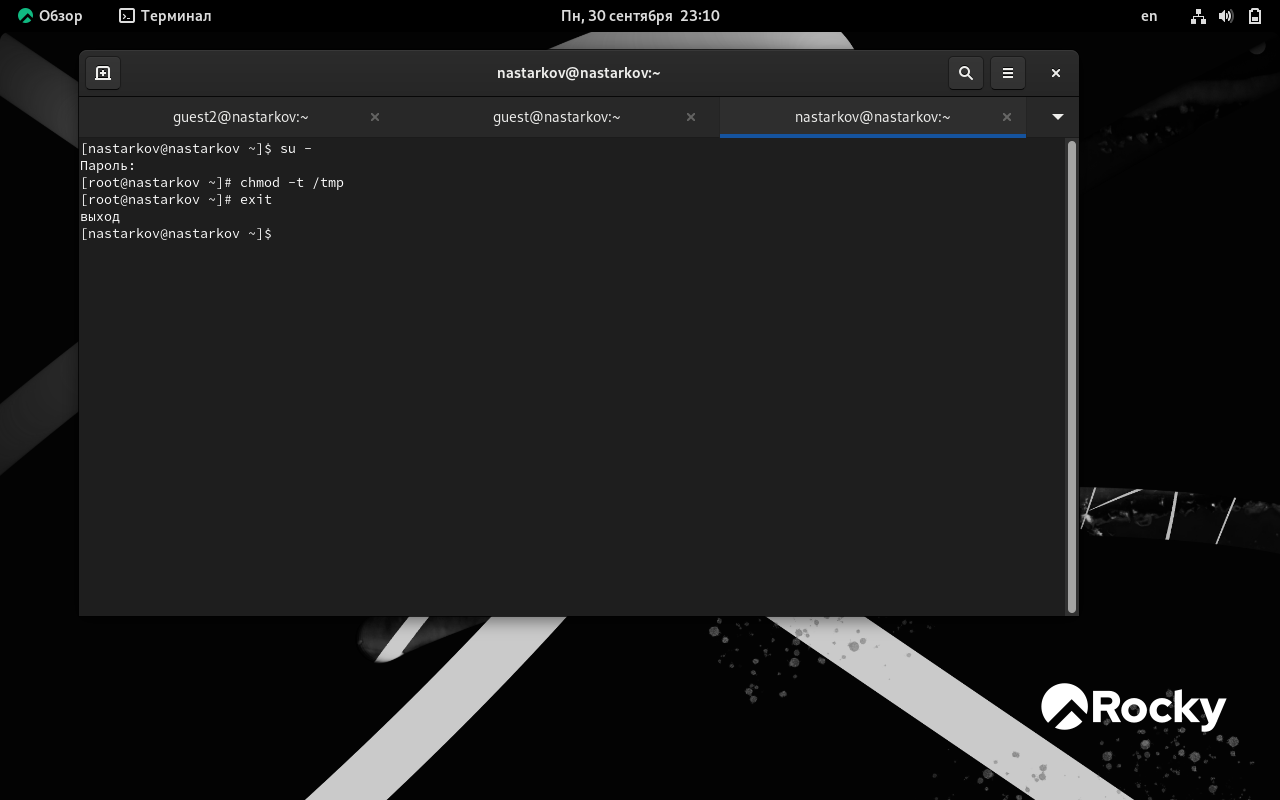 Обзор Терминал Пн, 30 сентября 23:10 en
nastarkov@nastarkov:~
guest2@nastarkov:~ guest@nastarkov:~ nastarkov@nastarkov:~
[nastarkov@nastarkov ~]$ su -
Пароль:
[root@nastarkov ~]# chmod -t /tmp
[root@nastarkov ~]# exit
выход
[nastarkov@nastarkov ~]$
Rocky